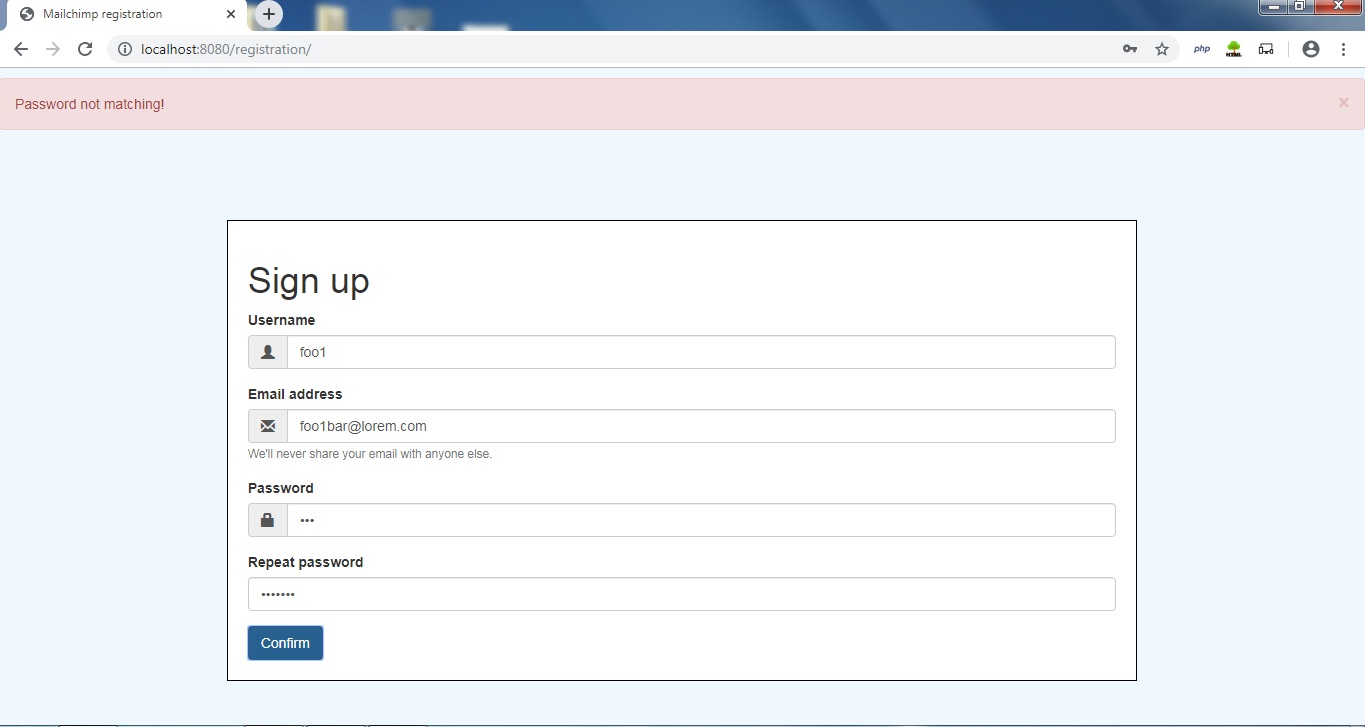 Mailchimp registration
localhost:8080/registration/
php
HTML
Password not matching!
Sign up
Username
foo1
Email address
foo1bar@lorem.com
We'll never share your email with anyone else.
Password
•••
Repeat password
•••••••
Confirm